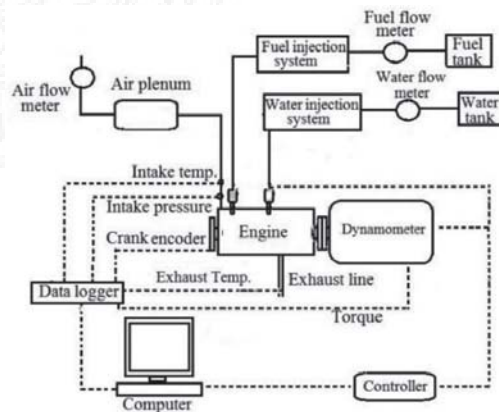 Fuel flow
meter
Fuel injection
system
Fuel
tank
Air flow
meter
Air plenum
Water flow
meter
Water injection
system
Water
tank
Intake temp.
Intake pressure
Crank encoder
Engine
Dynamometer
Exhaust Temp.
Exhaust line
Data logger
Torque
Computer
Controller